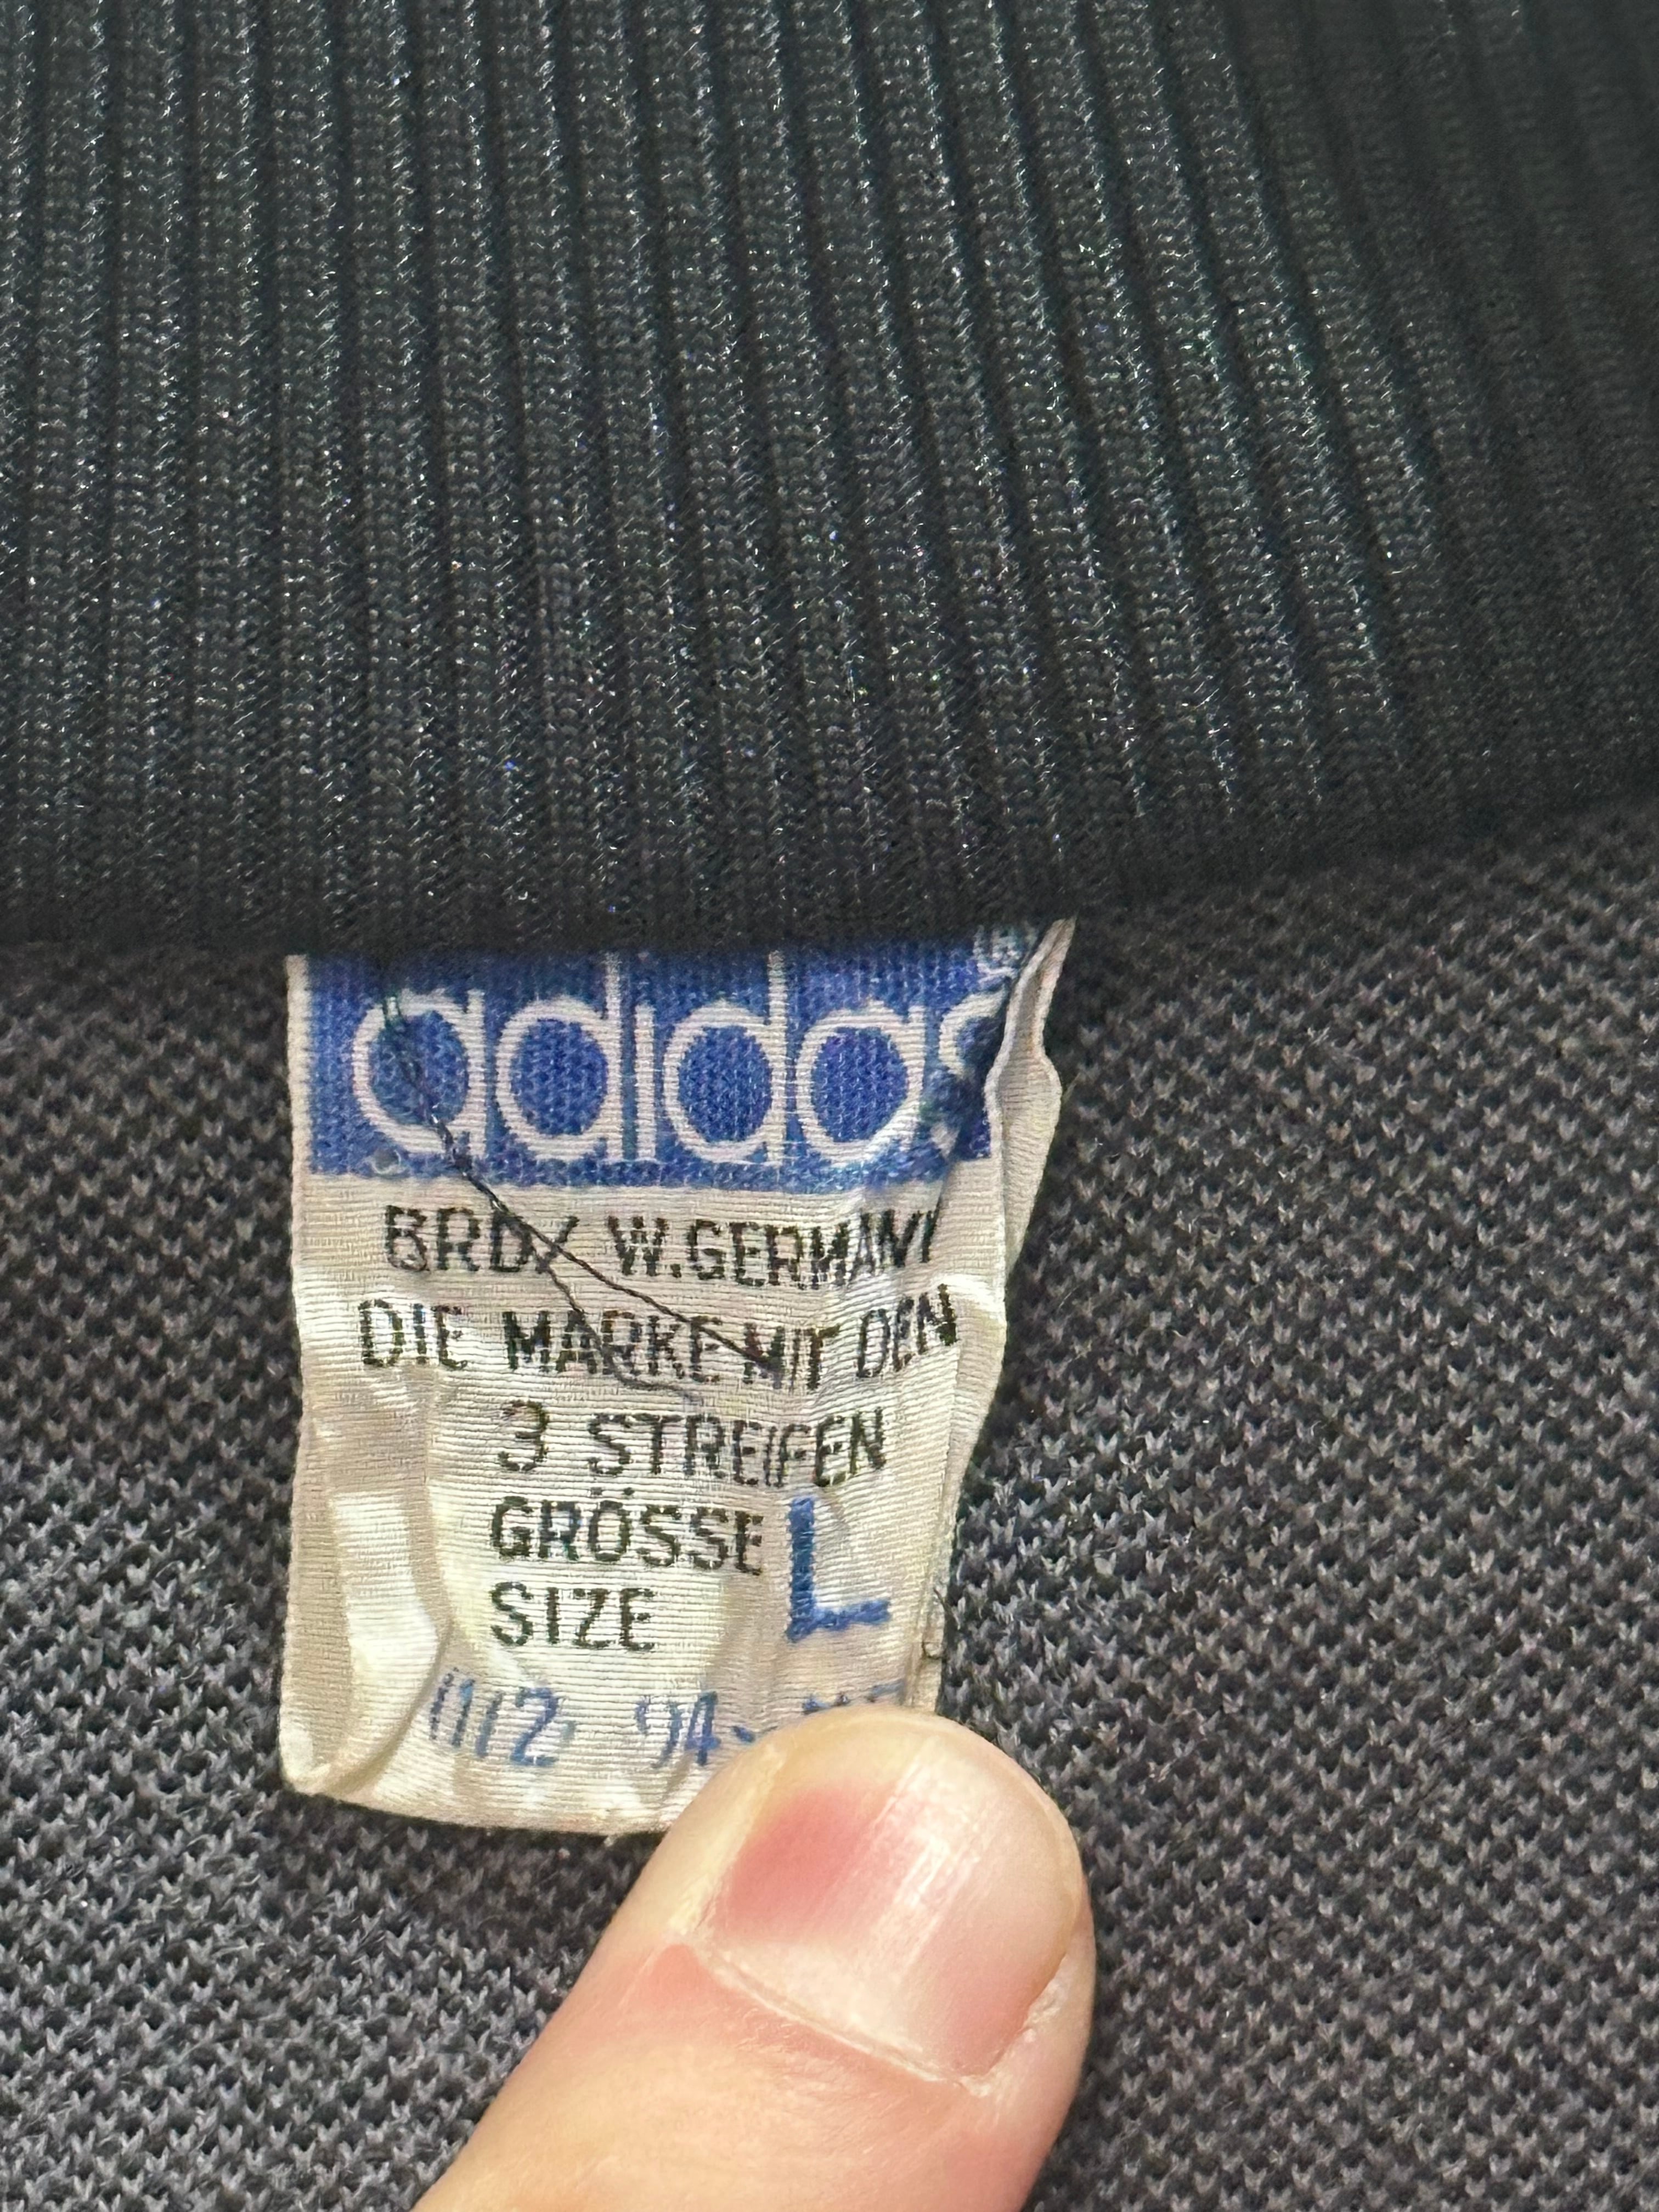 adidas
BRD/ W.GERMANY
DIE MARKE MIT DEN
3 STREIFEN
GRÖSSE L
SIZE